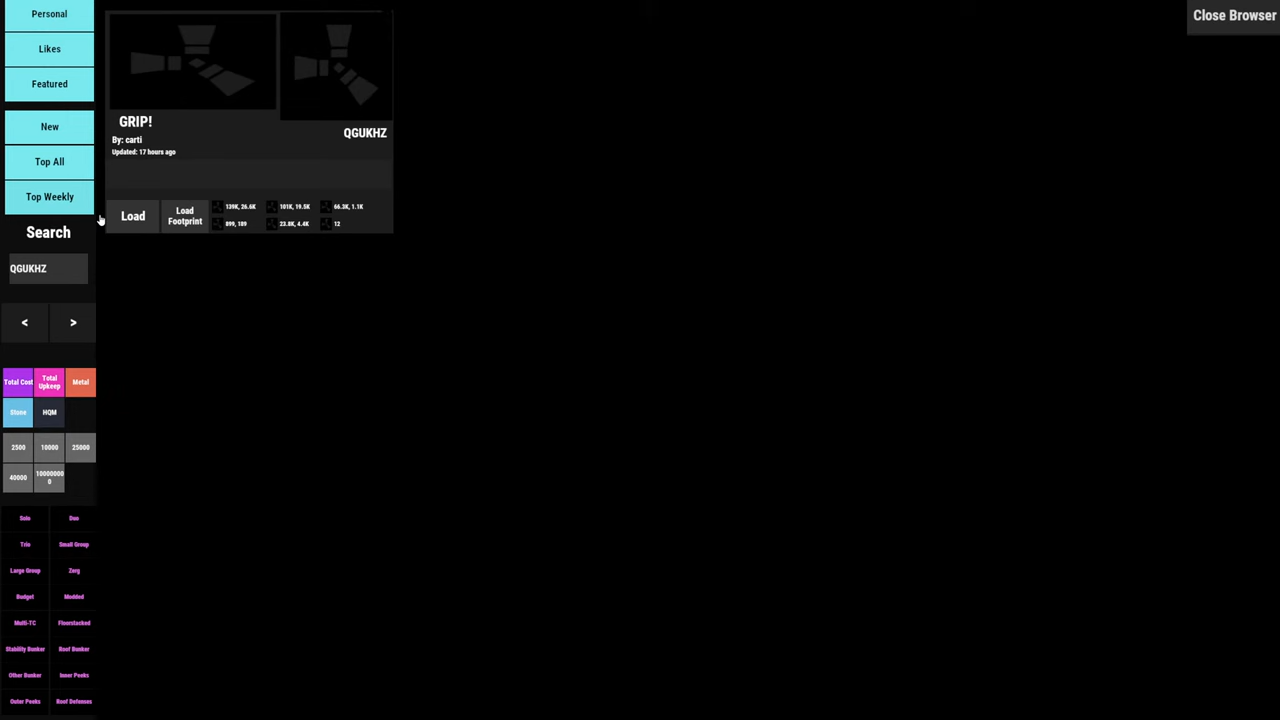 Personal
Likes
Featured
New
Top All
Top Weekly
Search
QGUKHZ
<
>
Total Cost
Total Upkeep
Metal
Stone
HQM
2500
10000
25000
40000
10000000
0
Solo
Duo
Trio
Small Group
Large Group
Zerg
Budget
Modded
Multi-TC
Floorstacked
Stability Bunker
Roof Bunker
Other Bunker
Inner Peeks
Outer Peeks
Roof Defenses
GRIP!
By: carti
Updated: 17 hours ago
QGUKHZ
Load
Load
Footprint
139K, 26.6K
101K, 19.5K
66.3K, 1.1K
899, 189
23.8K, 4.4K
12
Close Browser